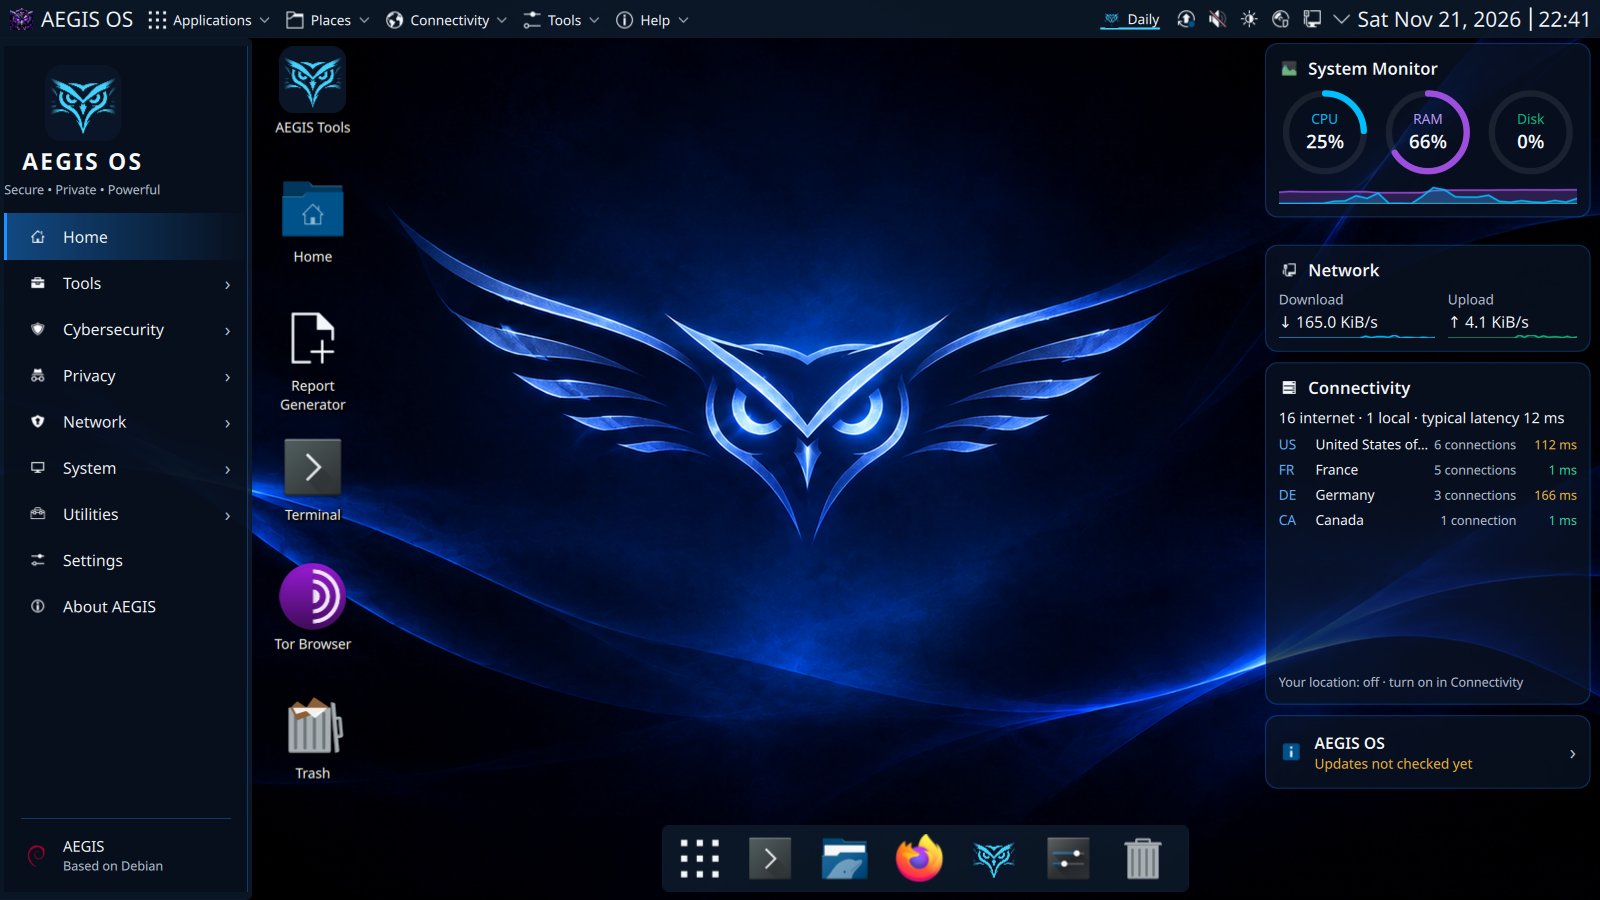 AEGIS OS
Applications
Places
Connectivity
Tools
Help
Daily
Sat Nov 21, 2026
22:41
AEGIS OS
Secure • Private • Powerful
Home
Tools
Cybersecurity
Privacy
Network
System
Utilities
Settings
About AEGIS
AEGIS
Based on Debian
AEGIS Tools
Home
Report
Generator
Terminal
Tor Browser
Trash
System Monitor
CPU
25%
RAM
66%
Disk
0%
Network
Download
↓ 165.0 KiB/s
Upload
↑ 4.1 KiB/s
Connectivity
16 internet · 1 local · typical latency 12 ms
US United States of... 6 connections 112 ms
FR France 5 connections 1 ms
DE Germany 3 connections 166 ms
CA Canada 1 connection 1 ms
Your location: off · turn on in Connectivity
AEGIS OS
Updates not checked yet